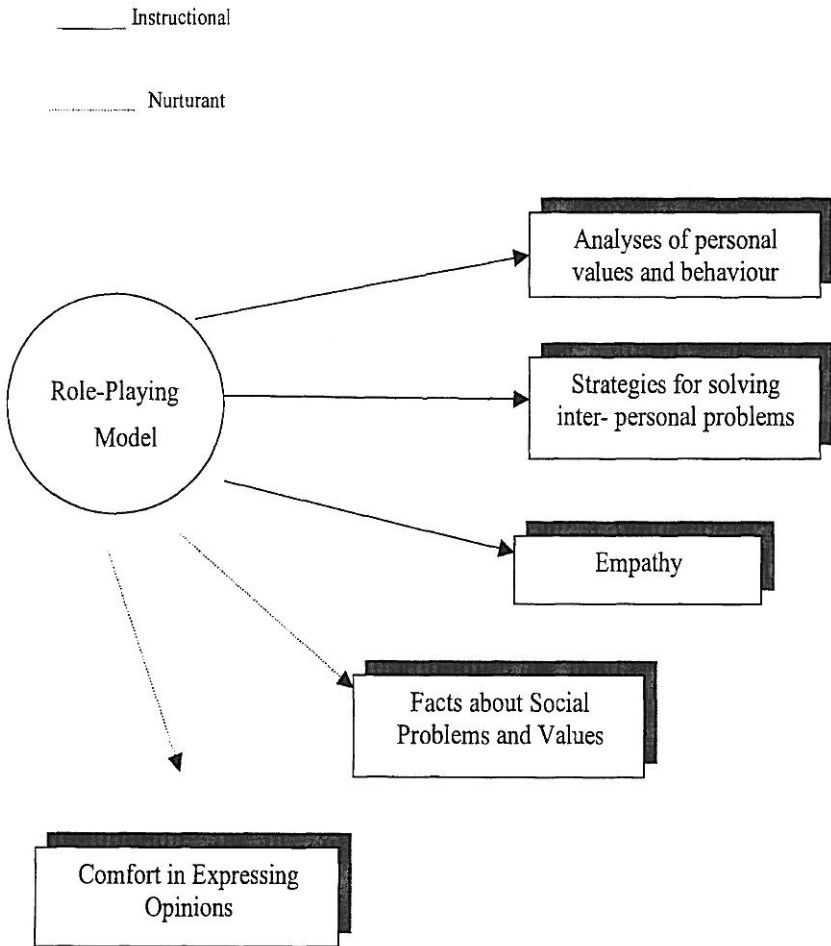 Instructional
Nurturant
Analyses of personal
values and behaviour
Role-Playing
Model
Strategies for solving
inter- personal problems
Empathy
Facts about Social
Problems and Values
Comfort in Expressing
Opinions